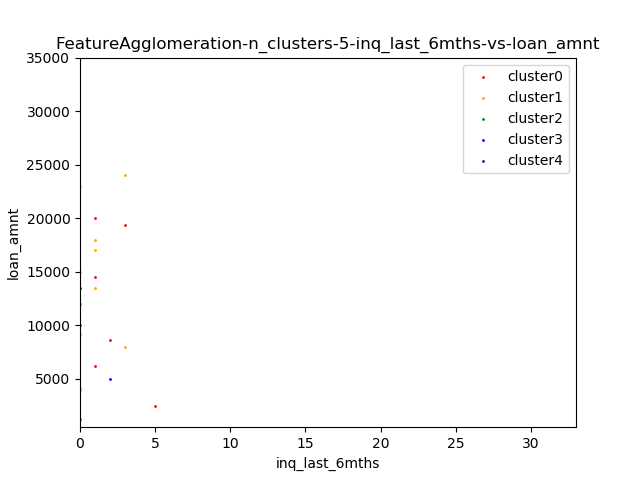 FeatureAgglomeration-n_clusters-5-inq_last_6mths-vs-loan_amnt
35000
30000
25000
20000
15000
10000
5000
loan_amnt
cluster0
cluster1
cluster2
cluster3
cluster4
0 5 10 15 20 25 30
inq_last_6mths